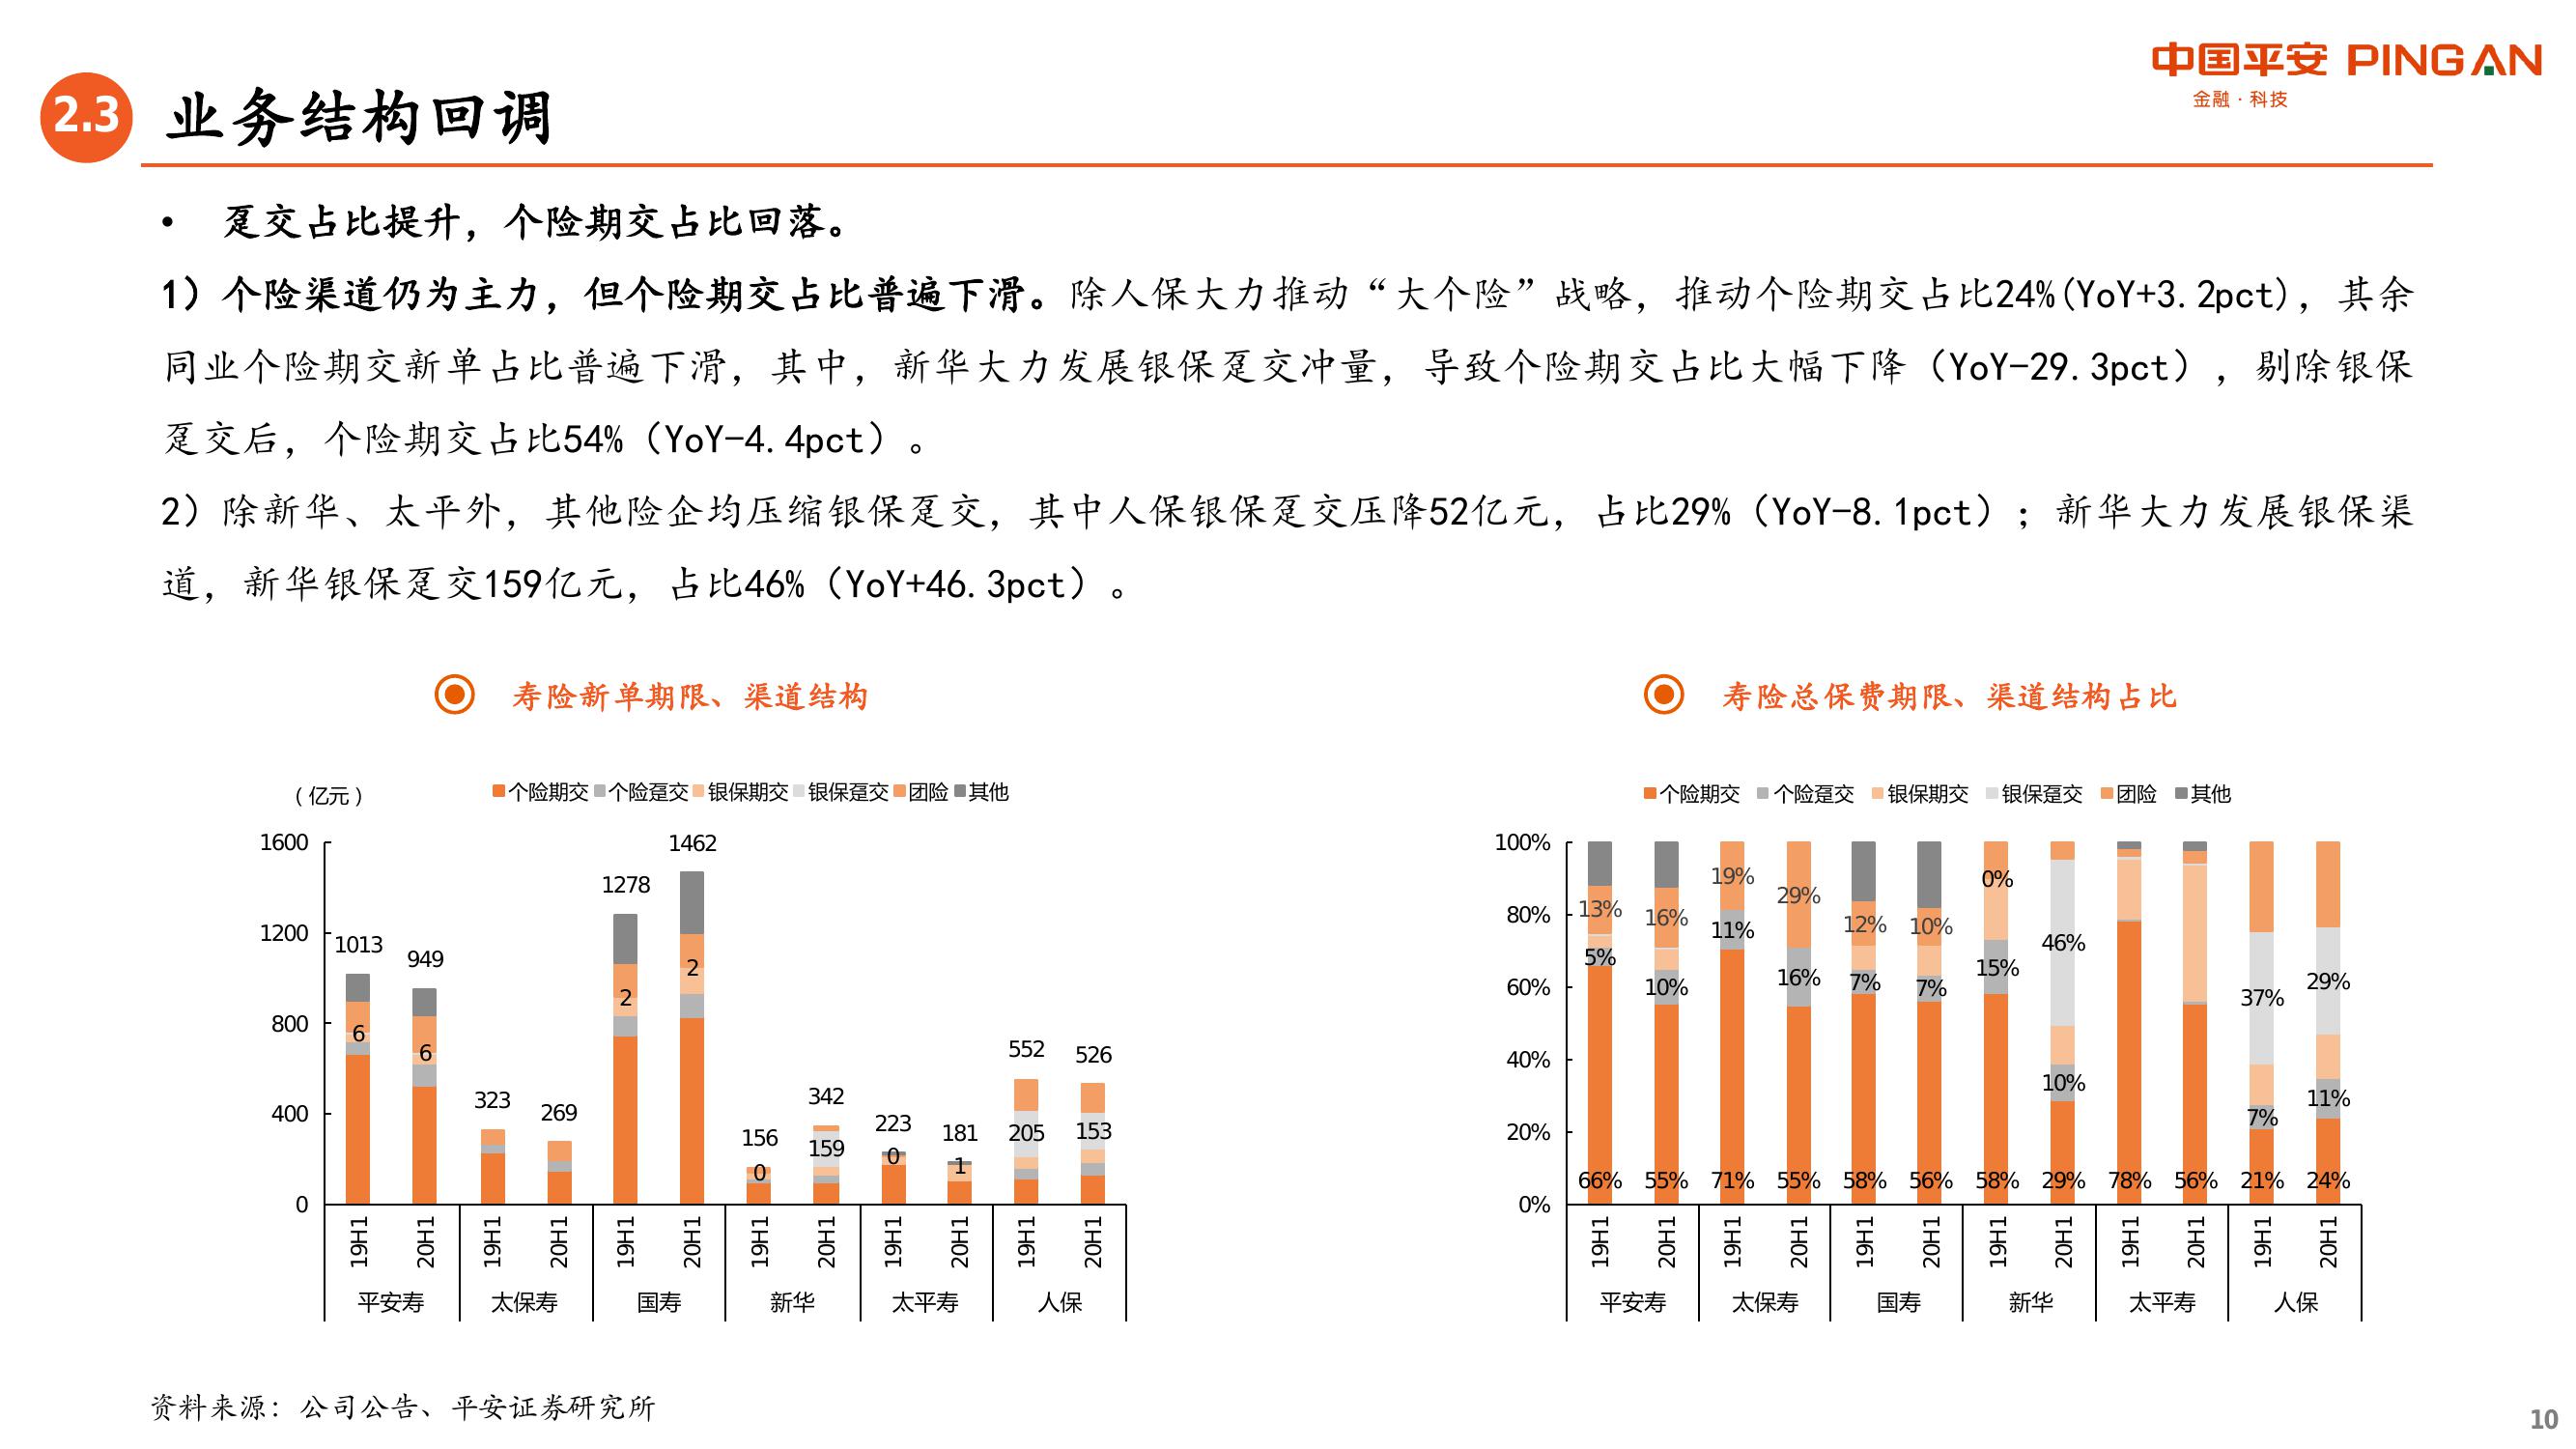 中国平安 PINGAN
金融·科技
2.3 业务结构回调
• 趸交占比提升，个险期交占比回落。
1）个险渠道仍为主力，但个险期交占比普遍下滑。除人保大力推动“大个险”战略，推动个险期交占比24%(YoY+3.2pct)，其余
同业个险期交新单占比普遍下滑，其中，新华大力发展银保趸交冲量，导致个险期交占比大幅下降（YoY-29.3pct），剔除银保
趸交后，个险期交占比54%（YoY-4.4pct）。
2）除新华、太平外，其他险企均压缩银保趸交，其中人保银保趸交压降52亿元，占比29%（YoY-8.1pct）；新华大力发展银保渠
道，新华银保趸交159亿元，占比46%（YoY+46.3pct）。
寿险新单期限、渠道结构
（亿元）
个险期交 个险趸交 银保期交 银保趸交 团险 其他
1600
1200
800
400
0
1013 949 323 269 1278 1462 156 342 223 181 552 526
6 6 2 2 0 159 0 1 205 153
19H1 20H1 19H1 20H1 19H1 20H1 19H1 20H1 19H1 20H1 19H1 20H1
平安寿 太保寿 国寿 新华 太平寿 人保
寿险总保费期限、渠道结构占比
个险期交 个险趸交 银保期交 银保趸交 团险 其他
100%
80%
60%
40%
20%
0%
13% 16% 19% 29% 12% 10%
0% 46% 37% 29%
5% 10% 11% 16% 7% 7% 15% 10% 7% 11%
66% 55% 71% 55% 58% 56% 58% 29% 78% 56% 21% 24%
19H1 20H1 19H1 20H1 19H1 20H1 19H1 20H1 19H1 20H1 19H1 20H1
平安寿 太保寿 国寿 新华 太平寿 人保
资料来源：公司公告、平安证券研究所
10